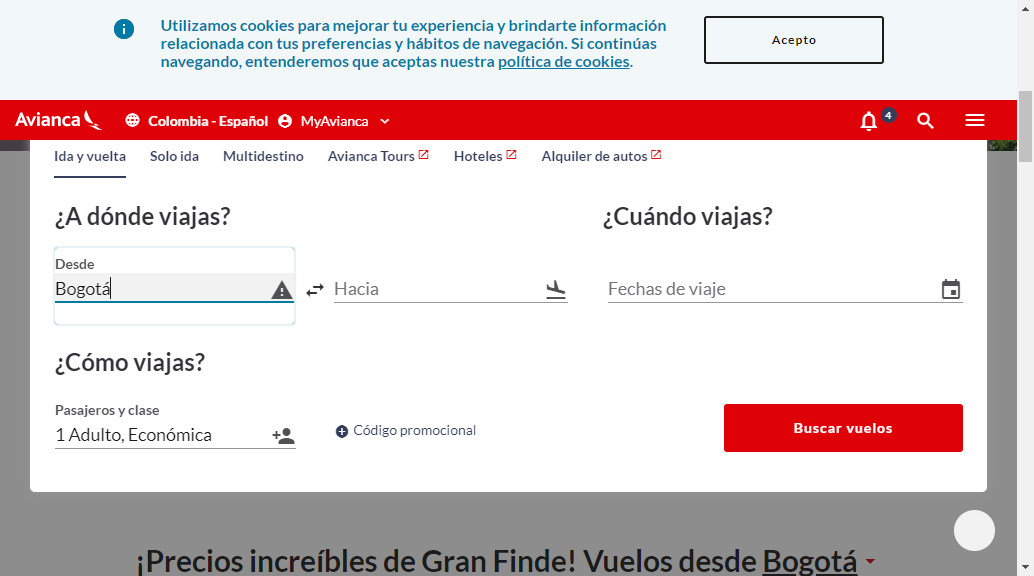 Utilizamos cookies para mejorar tu experiencia y brindarte información
relacionada con tus preferencias y hábitos de navegación. Si continúas
navegando, entenderemos que aceptas nuestra política de cookies.
Acepto
Avianca
Colombia - Español
MyAvianca
4
Ida y vuelta
Solo ida
Multidestino
Avianca Tours
Hoteles
Alquiler de autos
¿A dónde viajas?
¿Cuándo viajas?
Desde
Bogotá
Hacia
Fechas de viaje
¿Cómo viajas?
Pasajeros y clase
1 Adulto, Económica
Código promocional
Buscar vuelos
¡Precios increíbles de Gran Finde! Vuelos desde Bogotá